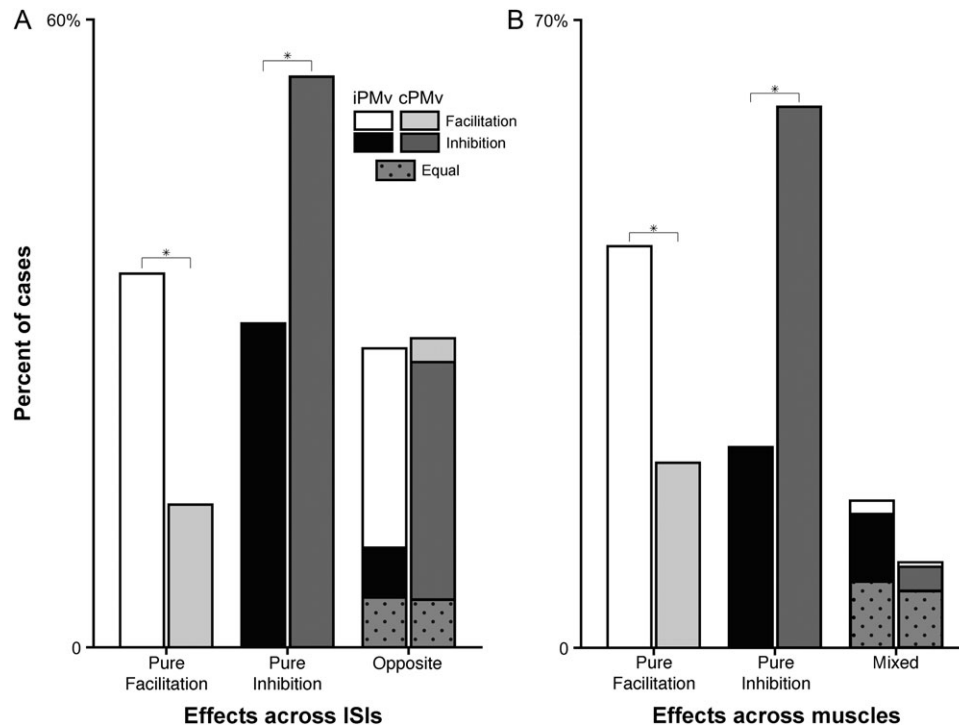 A
60%
*
*
iPMv cPMv
Facilitation
Inhibition
Equal
Percent of cases
0
Pure
Facilitation
Pure
Inhibition
Opposite
Effects across ISIs
B
70%
*
*
0
Pure
Facilitation
Pure
Inhibition
Mixed
Effects across muscles